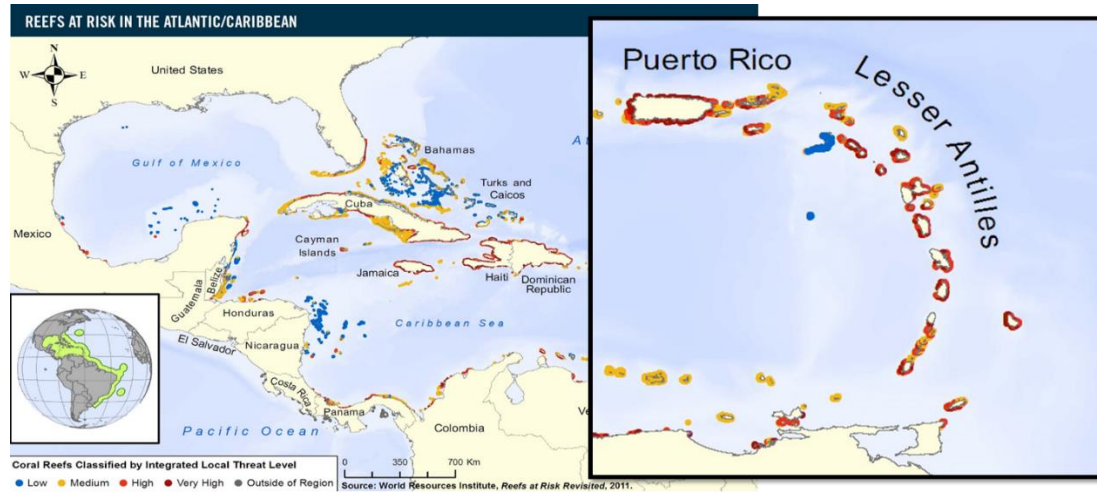 REEFS AT RISK IN THE ATLANTIC/CARIBBEAN
N
W
E
S
United States
Gulf of Mexico
Bahamas
Turks and
Caicos
Cuba
Mexico
Cayman
Islands
Jamaica
Haiti
Dominican
Republic
Belize
Guatemala
Honduras
Caribbean Sea
El Salvador
Nicaragua
Costa Rica
Panama
Colombia
Pacific Ocean
Coral Reefs Classified by Integrated Local Threat Level
Low Medium High Very High Outside of Region
0 350 700 Km
Source: World Resources Institute, Reefs at Risk Revisited, 2011.
Puerto Rico
Lesser Antilles